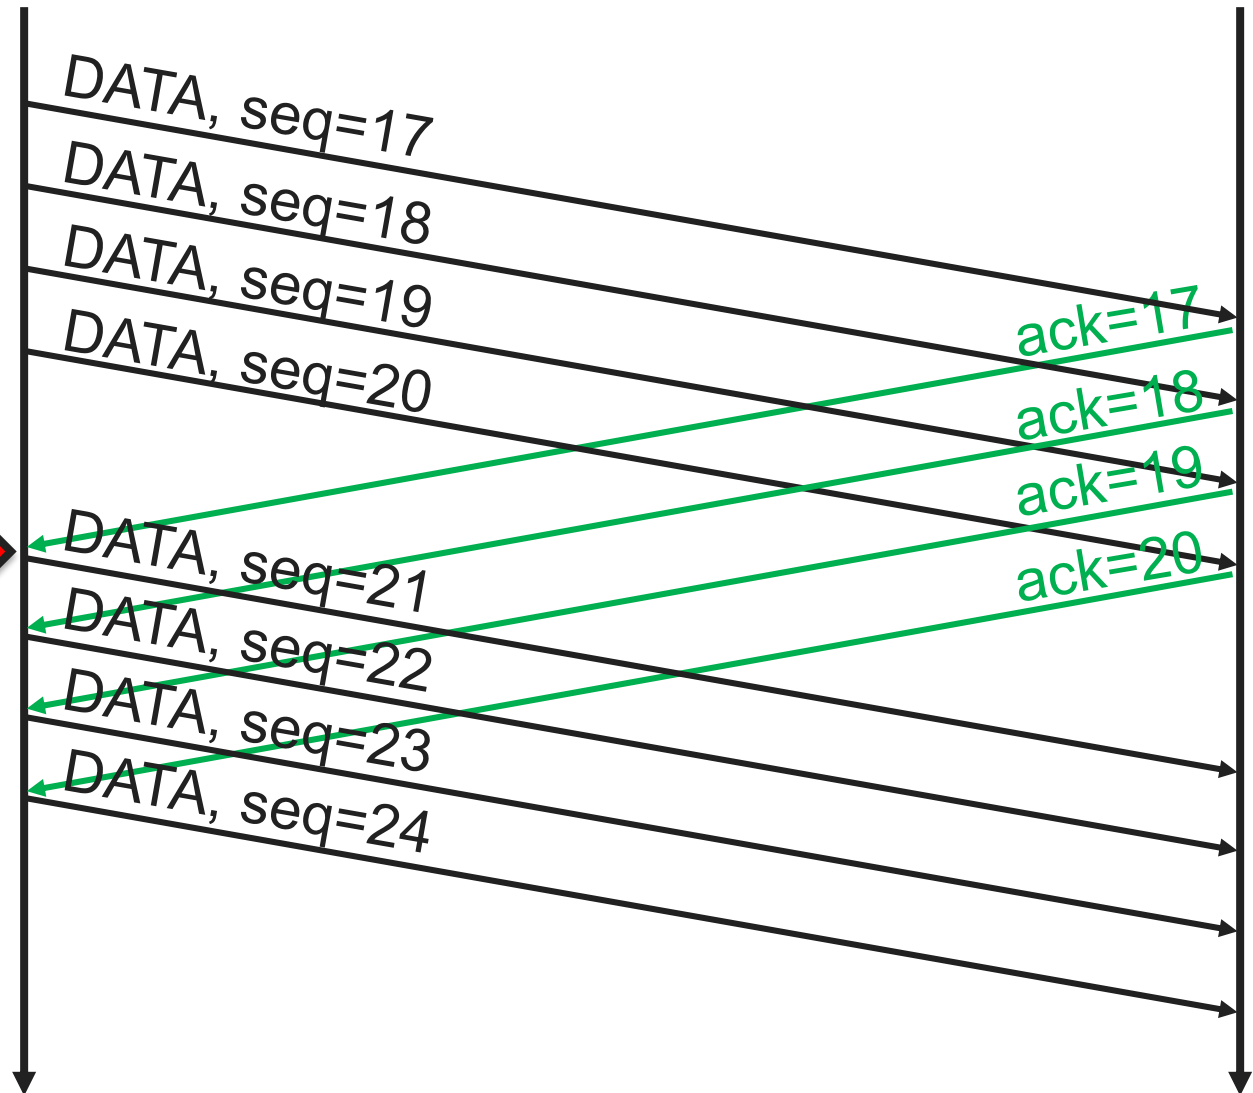 DATA, seq=17
DATA, seq=18
DATA, seq=19
DATA, seq=20
ack=17
ack=18
ack=19
ack=20
DATA, seq=21
DATA, seq=22
DATA, seq=23
DATA, seq=24